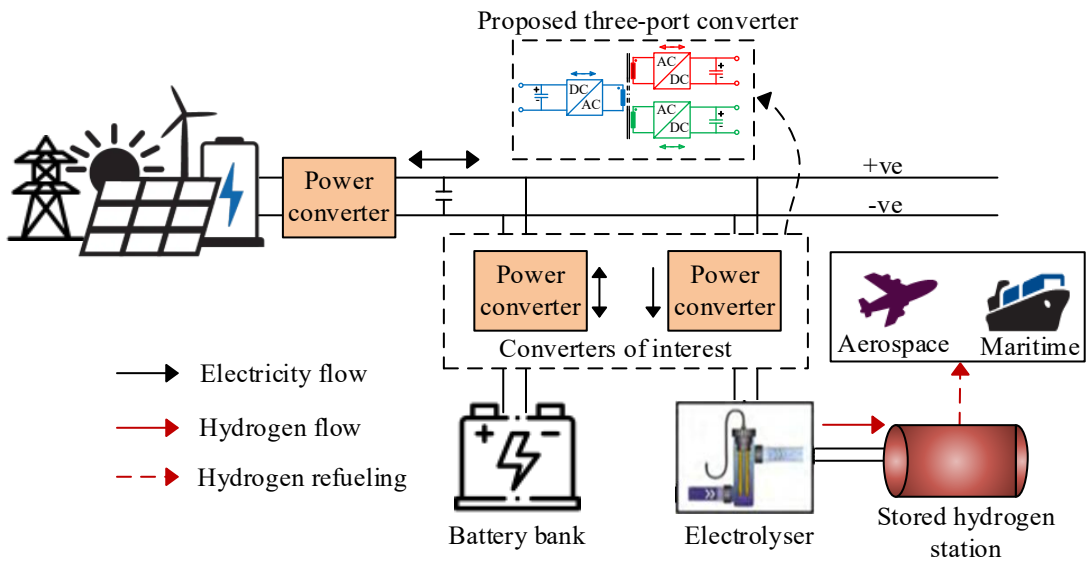 Proposed three-port converter
AC
DC
DC
AC
AC
DC
+
-
+
-
+
-
+ve
-ve
Power
converter
Power
converter
Power
converter
Converters of interest
Aerospace
Maritime
Electricity flow
Hydrogen flow
Hydrogen refueling
Battery bank
Electrolyser
Stored hydrogen
station